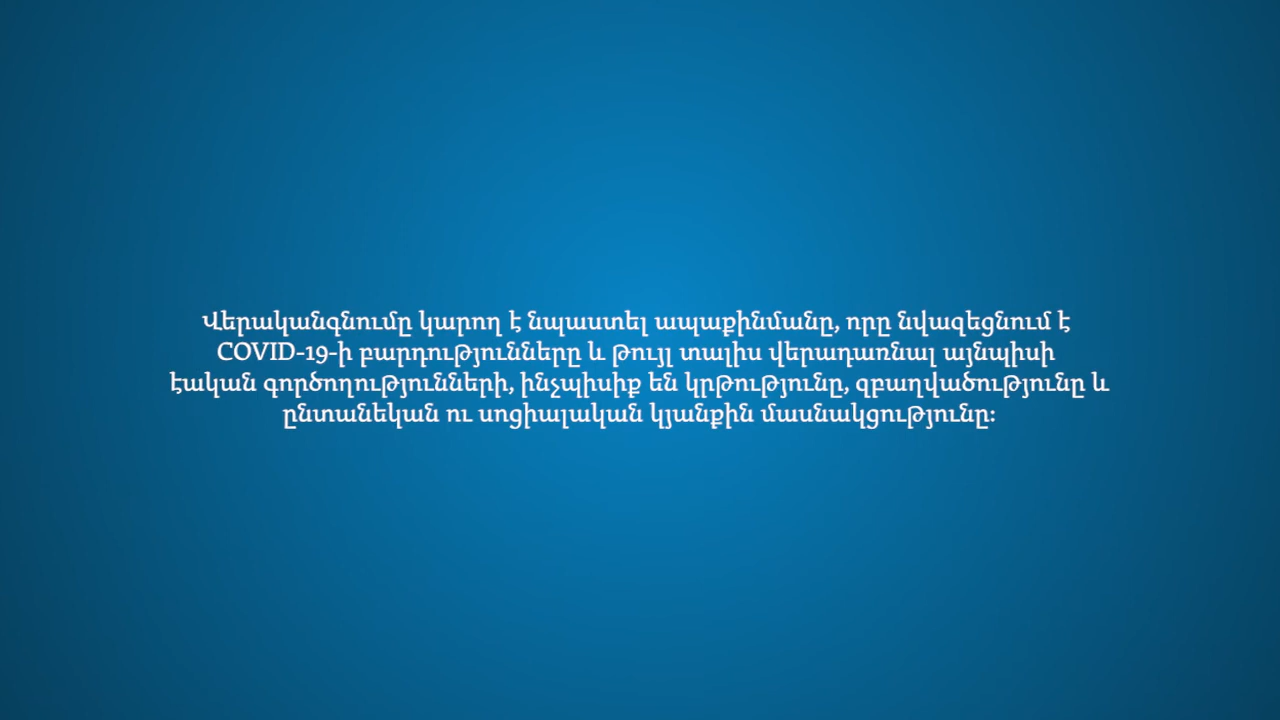 Վերականգնումը կարող է նպաստել ապաքինմանը, որը նվազեցնում է
COVID-19-ի բարդությունները և թույլ տալիս վերադառնալ այնպիսի
էական գործողությունների, ինչպիսիք են կրթությունը, զբաղվածությունը և
ընտանեկան ու սոցիալական կյանքին մասնակցությունը։